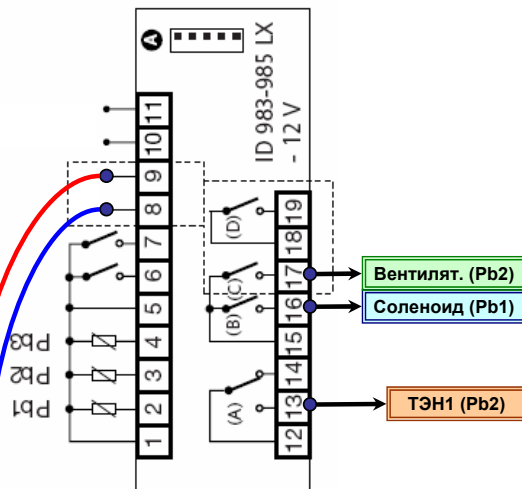 A
ID 983-985 LX
~ 12 V
11
10
9
8
7
6
5
4
3
2
1
Pb3
Pb2
Pb1
19
18
17
16
15
14
13
12
(D)
(C)
(B)
(A)
Вентилят. (Pb2)
Соленоид (Pb1)
ТЭН1 (Pb2)